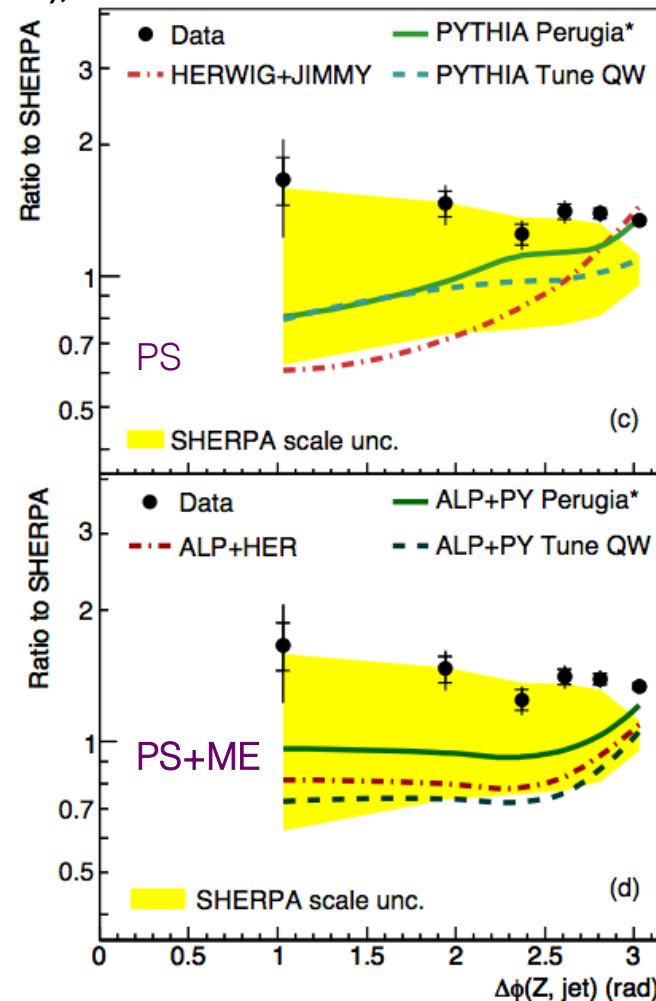 ),
Ratio to SHERPA
Data
PYTHIA Perugia*
HERWIG+JIMMY
PYTHIA Tune QW
3
2
1
0.7
0.5
PS
(c)
SHERPA scale unc.
Ratio to SHERPA
Data
ALP+PY Perugia*
ALP+HER
ALP+PY Tune QW
3
2
1
0.7
0.5
PS+ME
(d)
SHERPA scale unc.
0 0.5 1 1.5 2 2.5 3
Δϕ(Z, jet) (rad)